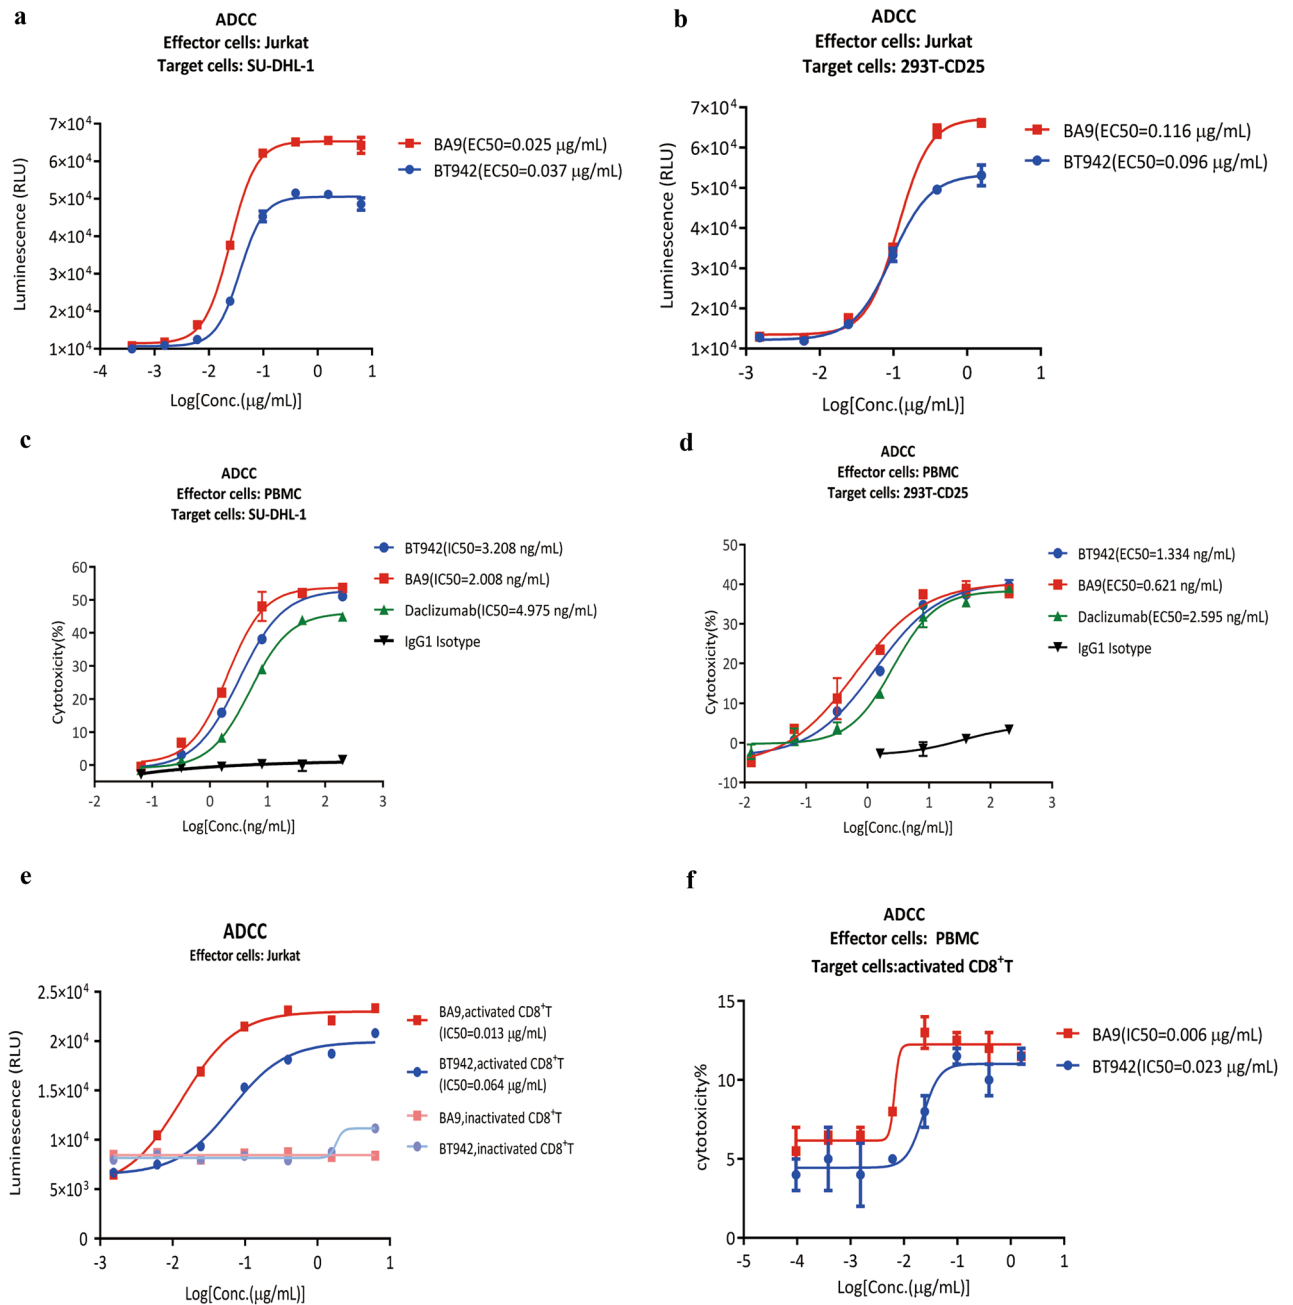 a
ADCC
Effector cells: Jurkat
Target cells: SU-DHL-1
7×10⁴
6×10⁴
5×10⁴
4×10⁴
3×10⁴
2×10⁴
1×10⁴
Luminescence (RLU)
-4 -3 -2 -1 0 1
Log[Conc.(μg/mL)]
BA9(EC50=0.025 μg/mL)
BT942(EC50=0.037 μg/mL)
b
ADCC
Effector cells: Jurkat
Target cells: 293T-CD25
7×10⁴
6×10⁴
5×10⁴
4×10⁴
3×10⁴
2×10⁴
1×10⁴
Luminescence (RLU)
-3 -2 -1 0 1
Log[Conc.(μg/mL)]
BA9(EC50=0.116 μg/mL)
BT942(EC50=0.096 μg/mL)
c
ADCC
Effector cells: PBMC
Target cells: SU-DHL-1
60
50
40
30
20
10
0
Cytotoxicity(%)
-2 -1 0 1 2 3
Log[Conc.(ng/mL)]
BT942(IC50=3.208 ng/mL)
BA9(IC50=2.008 ng/mL)
Daclizumab(IC50=4.975 ng/mL)
IgG1 Isotype
d
ADCC
Effector cells: PBMC
Target cells: 293T-CD25
50
40
30
20
10
0
-10
Cytotoxicity(%)
-2 -1 0 1 2 3
Log[Conc.(ng/mL)]
BT942(EC50=1.334 ng/mL)
BA9(EC50=0.621 ng/mL)
Daclizumab(EC50=2.595 ng/mL)
IgG1 Isotype
e
ADCC
Effector cells: Jurkat
2.5×10⁴
2×10⁴
1.5×10⁴
1×10⁴
5×10³
0
Luminescence (RLU)
-3 -2 -1 0 1
Log[Conc.(μg/mL)]
BA9,activated CD8⁺T
(IC50=0.013 μg/mL)
BT942,activated CD8⁺T
(IC50=0.064 μg/mL)
BA9,inactivated CD8⁺T
BT942,inactivated CD8⁺T
f
ADCC
Effector cells: PBMC
Target cells:activated CD8⁺T
15
10
5
0
cytotoxicity%
-5 -4 -3 -2 -1 0 1
Log[Conc.(μg/mL)]
BA9(IC50=0.006 μg/mL)
BT942(IC50=0.023 μg/mL)